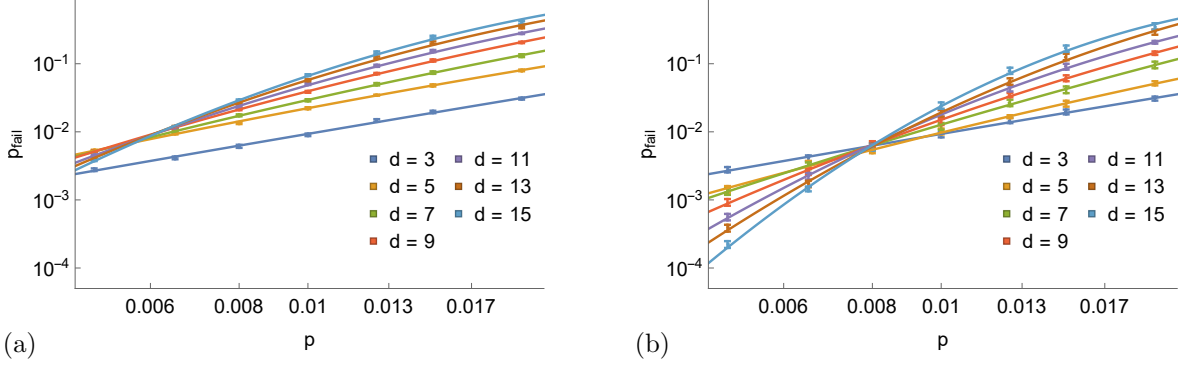 p_fail
10⁻¹
10⁻²
10⁻³
10⁻⁴
d = 3 d = 11
d = 5 d = 13
d = 7 d = 15
d = 9
0.006 0.008 0.01 0.013 0.017
p
(a)
p_fail
10⁻¹
10⁻²
10⁻³
10⁻⁴
d = 3 d = 11
d = 5 d = 13
d = 7 d = 15
d = 9
0.006 0.008 0.01 0.013 0.017
p
(b)